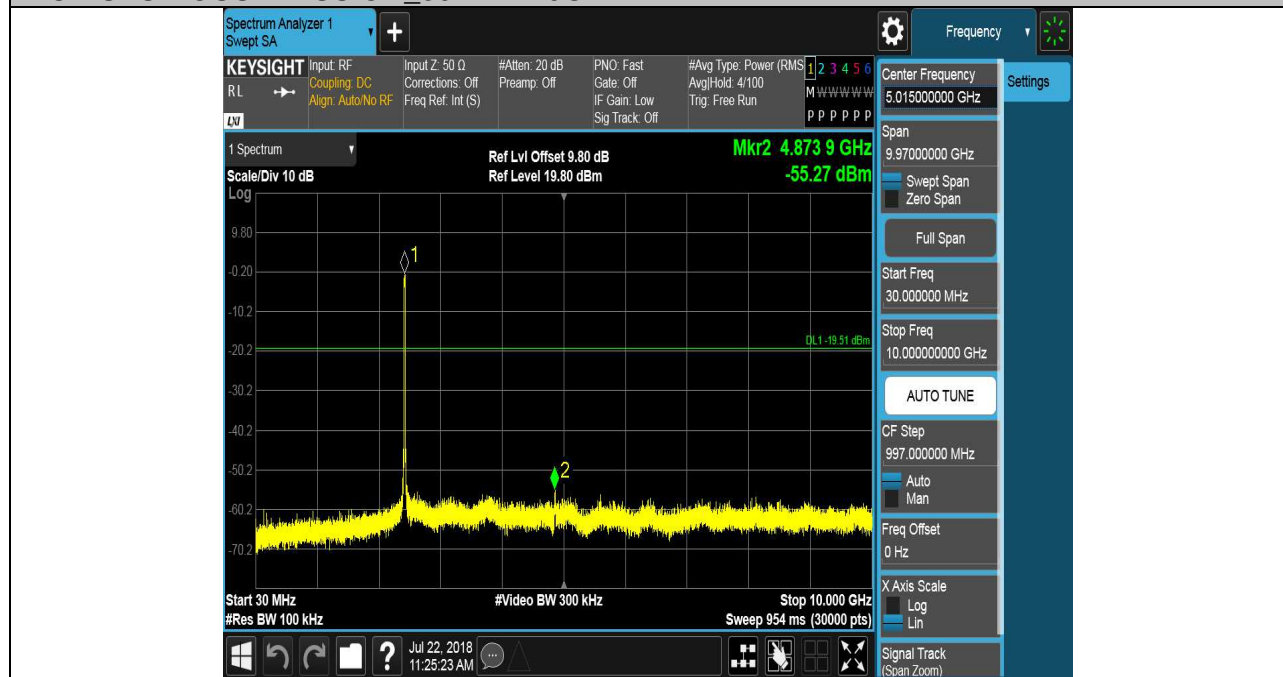 Spectrum Analyzer 1
Swept SA
+
Frequency
KEYSIGHT
RL
LXI
Input: RF
Coupling: DC
Align: Auto/No RF
Input Z: 50 Ω
Corrections: Off
Freq Ref: Int (S)
#Atten: 20 dB
Preamp: Off
PNO: Fast
Gate: Off
IF Gain: Low
Sig Track: Off
#Avg Type: Power (RMS
Avg|Hold: 4/100
Trig: Free Run
1 2 3 4 5 6
M W W W W W
P P P P P P
1 Spectrum
Scale/Div 10 dB
Log
Ref Lvl Offset 9.80 dB
Ref Level 19.80 dBm
Mkr2 4.873 9 GHz
-55.27 dBm
9.80
-0.20
-10.2
-20.2
-30.2
-40.2
-50.2
-60.2
-70.2
1
DL1 -19.51 dBm
2
Start 30 MHz
#Res BW 100 kHz
#Video BW 300 kHz
Stop 10.000 GHz
Sweep 954 ms (30000 pts)
?
Jul 22, 2018
11:25:23 AM
Center Frequency
5.015000000 GHz
Span
9.97000000 GHz
Swept Span
Zero Span
Full Span
Start Freq
30.000000 MHz
Stop Freq
10.000000000 GHz
AUTO TUNE
CF Step
997.000000 MHz
Auto
Man
Freq Offset
0 Hz
X Axis Scale
Log
Lin
Signal Track
(Span Zoom)
Settings